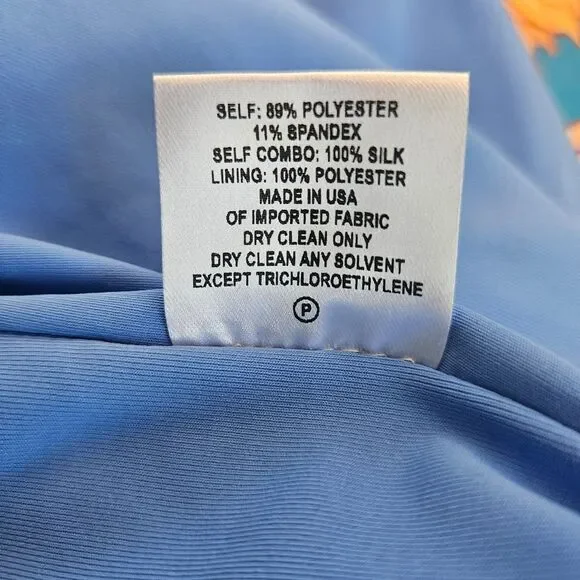 SELF: 89% POLYESTER
11% SPANDEX
SELF COMBO: 100% SILK
LINING: 100% POLYESTER
MADE IN USA
OF IMPORTED FABRIC
DRY CLEAN ONLY
DRY CLEAN ANY SOLVENT
EXCEPT TRICHLOROETHYLENE
P